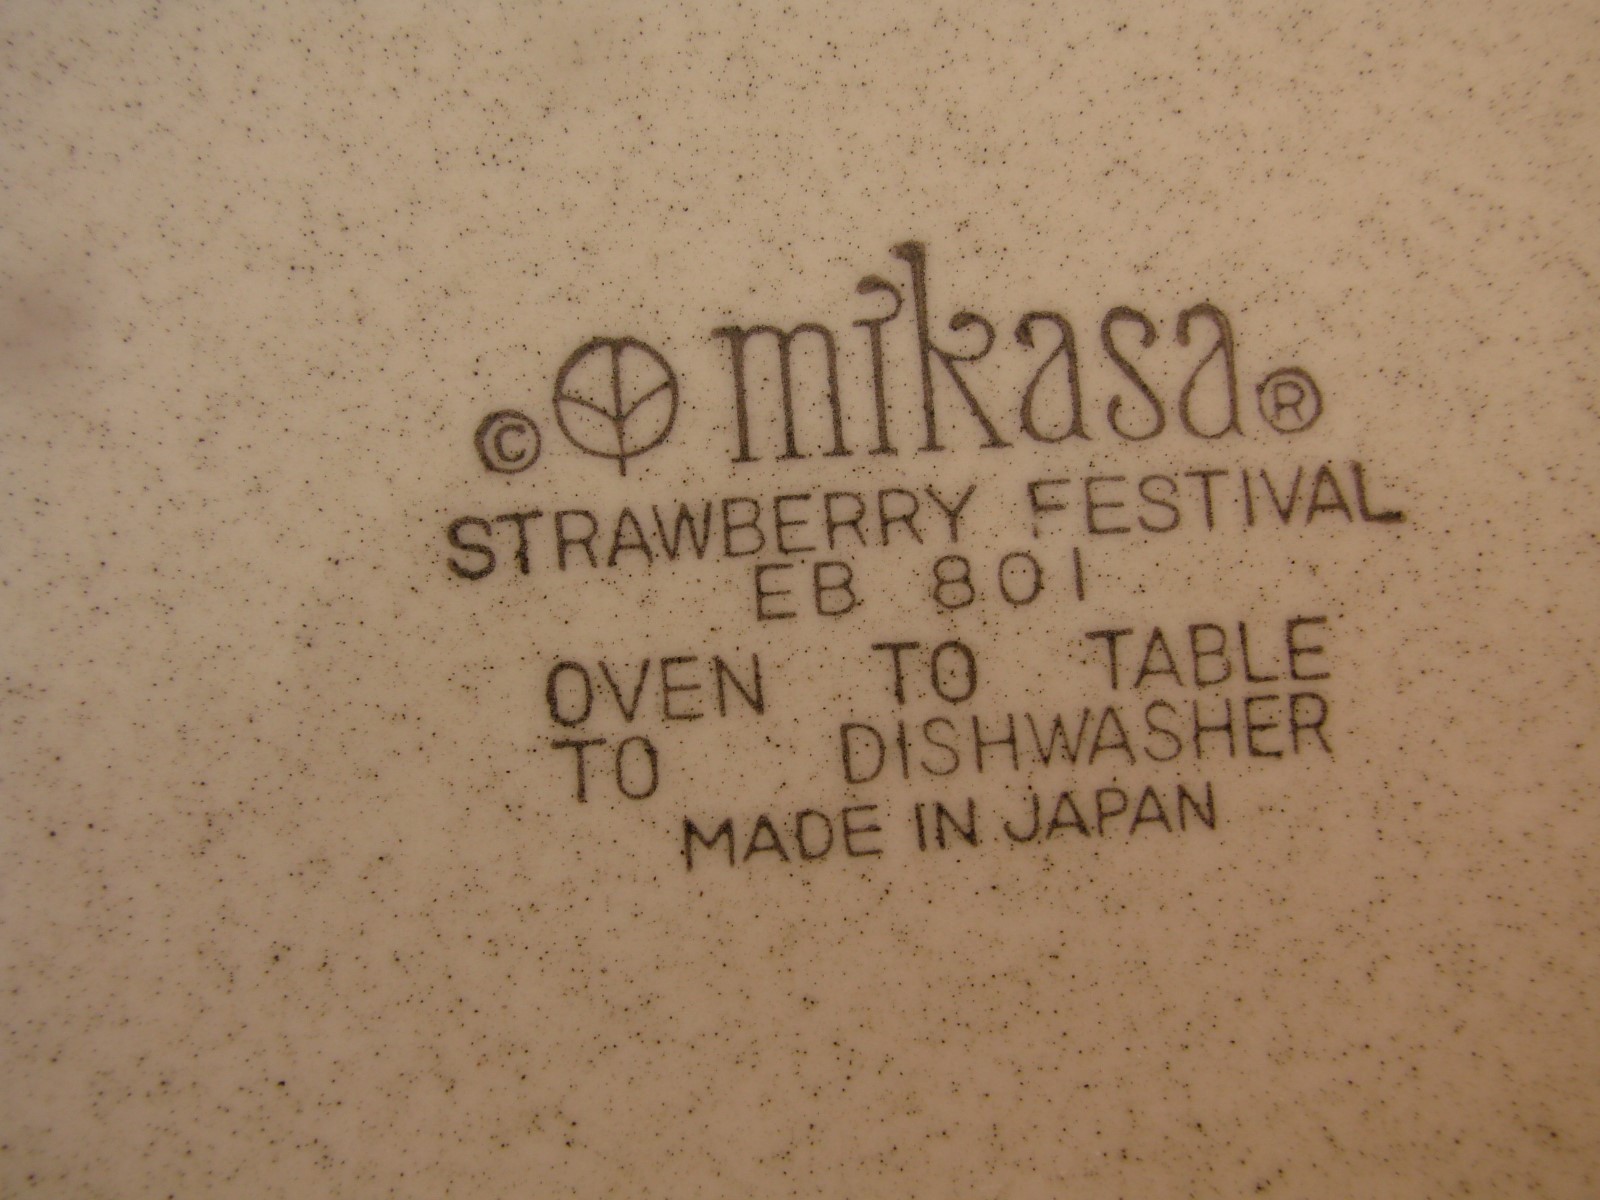 © mikasa®
STRAWBERRY FESTIVAL
EB 801
OVEN TO TABLE
TO DISHWASHER
MADE IN JAPAN